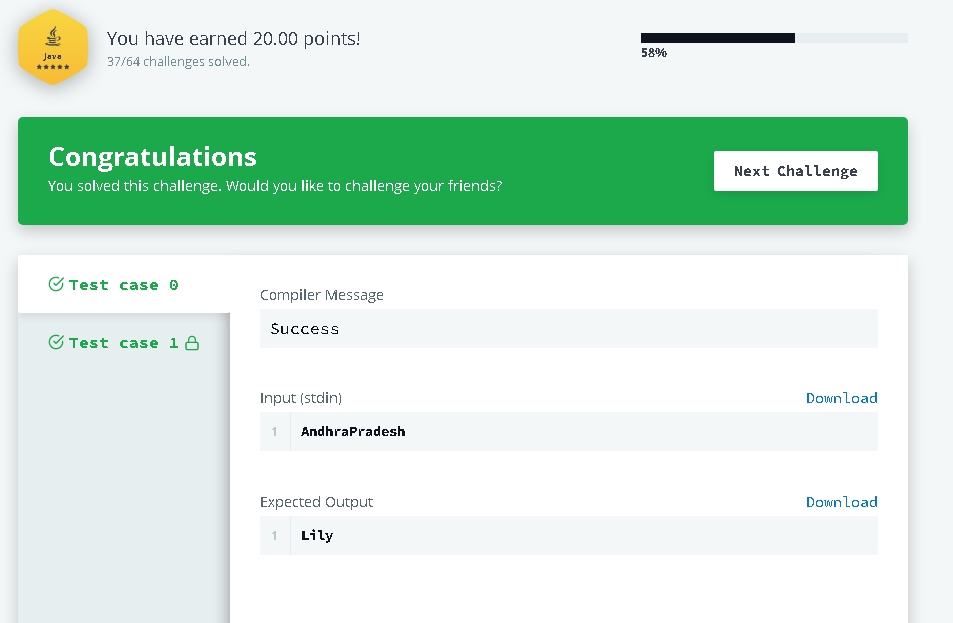 Java
You have earned 20.00 points!
37/64 challenges solved.
58%
Congratulations
You solved this challenge. Would you like to challenge your friends?
Next Challenge
Test case 0
Test case 1
Compiler Message
Success
Input (stdin)
Download
1 AndhraPradesh
Expected Output
Download
1 Lily